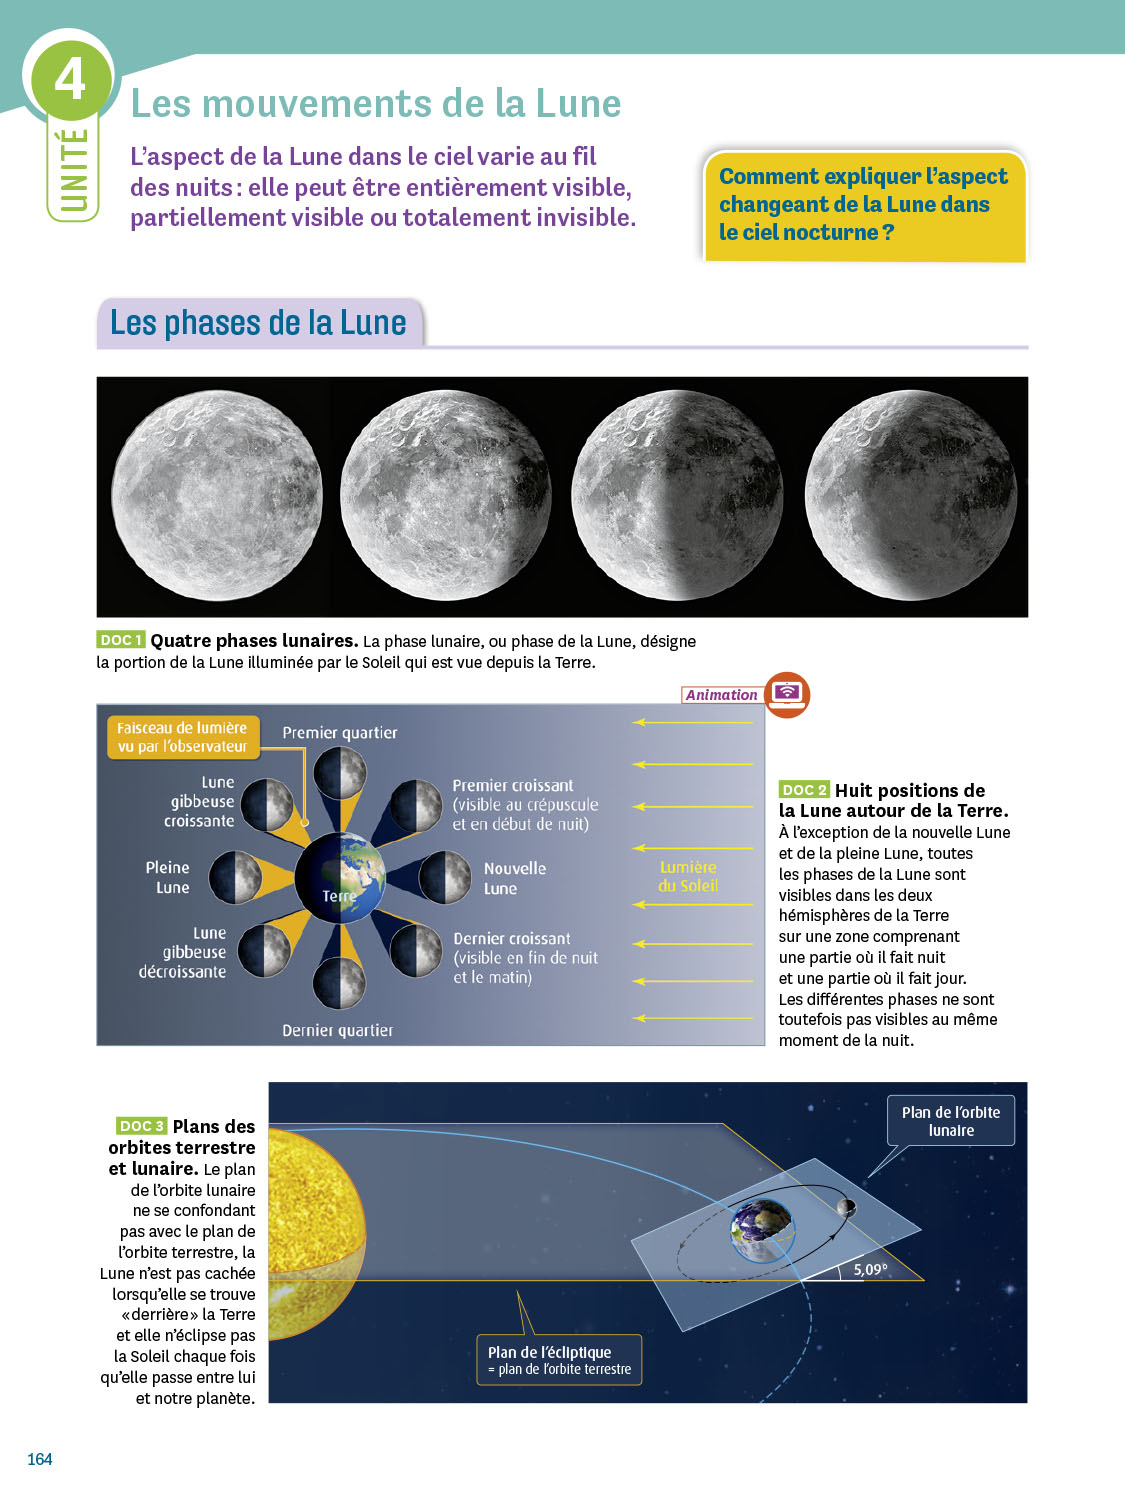 4
UNITÉ
Les mouvements de la Lune
L'aspect de la Lune dans le ciel varie au fil
des nuits : elle peut être entièrement visible,
partiellement visible ou totalement invisible.
Comment expliquer l'aspect
changeant de la Lune dans
le ciel nocturne ?
Les phases de la Lune
DOC 1 Quatre phases lunaires. La phase lunaire, ou phase de la Lune, désigne
la portion de la Lune illuminée par le Soleil qui est vue depuis la Terre.
Animation
Faisceau de lumière
vu par l'observateur
Premier quartier
Lune
gibbeuse
croissante
Premier croissant
(visible au crépuscule
et en début de nuit)
Pleine
Lune
Terre
Nouvelle
Lune
Lumière
du Soleil
Lune
gibbeuse
décroissante
Dernier croissant
(visible en fin de nuit
et le matin)
Dernier quartier
DOC 2 Huit positions de
la Lune autour de la Terre.
À l'exception de la nouvelle Lune
et de la pleine Lune, toutes
les phases de la Lune sont
visibles dans les deux
hémisphères de la Terre
sur une zone comprenant
une partie où il fait nuit
et une partie où il fait jour.
Les différentes phases ne sont
toutefois pas visibles au même
moment de la nuit.
DOC 3 Plans des
orbites terrestre
et lunaire. Le plan
de l'orbite lunaire
ne se confondant
pas avec le plan de
l'orbite terrestre, la
Lune n'est pas cachée
lorsqu'elle se trouve
«derrière» la Terre
et elle n'éclipse pas
la Soleil chaque fois
qu'elle passe entre lui
et notre planète.
Plan de l'orbite
lunaire
5,09°
Plan de l'écliptique
= plan de l'orbite terrestre
164